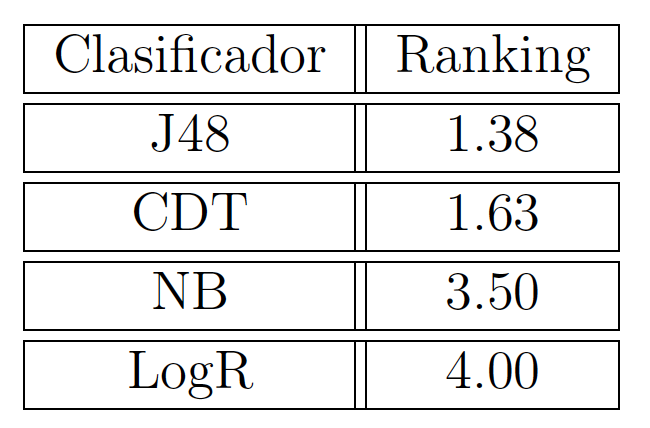 Clasificador Ranking
J48 1.38
CDT 1.63
NB 3.50
LogR 4.00